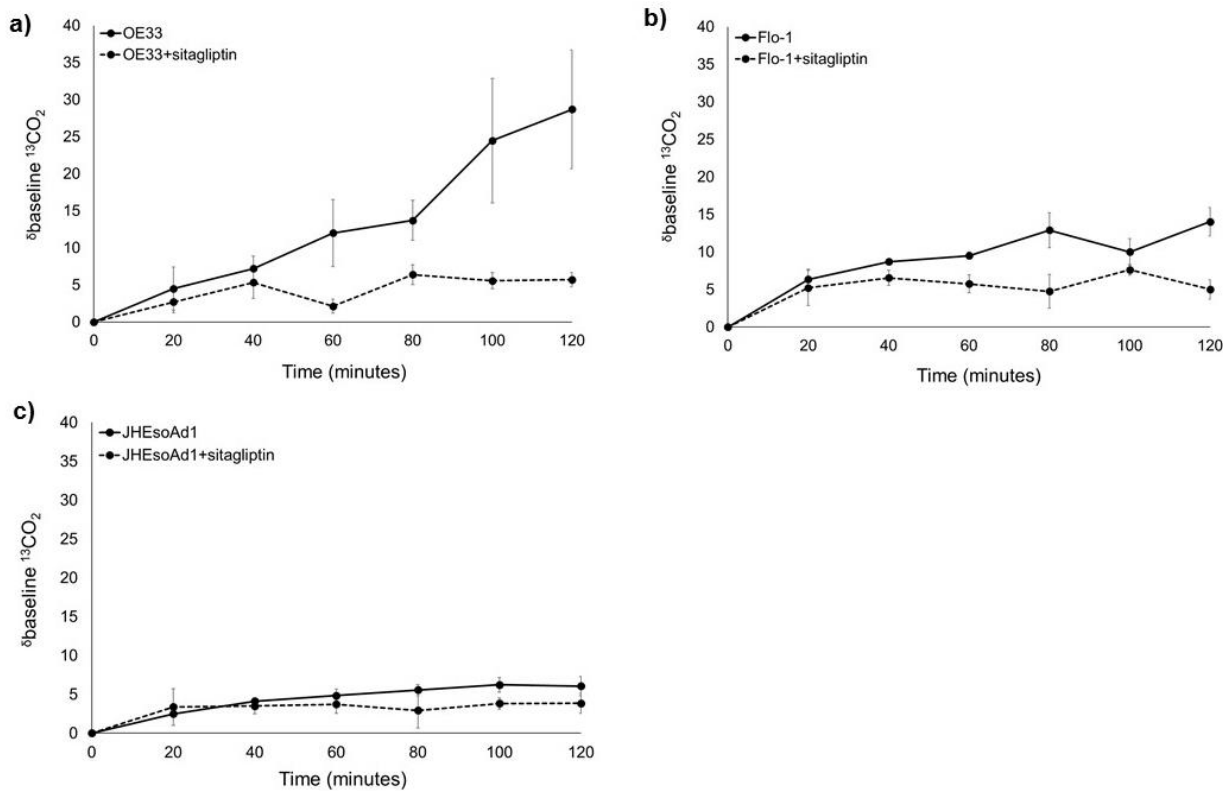 a)
OE33
OE33+sitagliptin
δbaseline ¹³CO₂
40
35
30
25
20
15
10
5
0
0 20 40 60 80 100 120
Time (minutes)
b)
Flo-1
Flo-1+sitagliptin
δbaseline ¹³CO₂
40
35
30
25
20
15
10
5
0
0 20 40 60 80 100 120
Time (minutes)
c)
JHEsoAd1
JHEsoAd1+sitagliptin
δbaseline ¹³CO₂
40
35
30
25
20
15
10
5
0
0 20 40 60 80 100 120
Time (minutes)